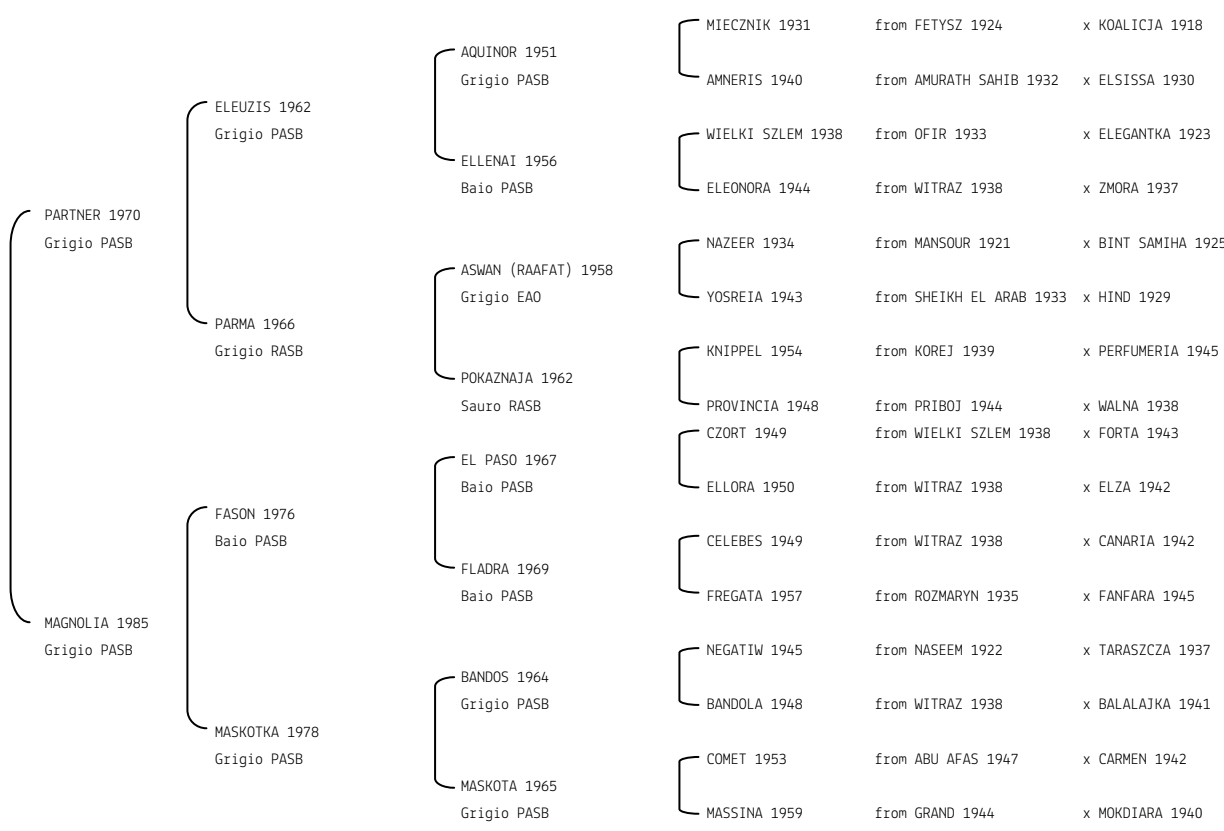 MIECZNIK 1931 from FETYSZ 1924 x KOALICJA 1918
AQUINOR 1951
Grigio PASB
AMNERIS 1940 from AMURATH SAHIB 1932 x ELSISSA 1930
ELEUZIS 1962
Grigio PASB
WIELKI SZLEM 1938 from OFIR 1933 x ELEGANTKA 1923
ELLENAI 1956
Baio PASB
ELEONORA 1944 from WITRAZ 1938 x ZMORA 1937
PARTNER 1970
Grigio PASB
NAZEER 1934 from MANSOUR 1921 x BINT SAMIHA 1925
ASWAN (RAAFAT) 1958
Grigio EAO
YOSREIA 1943 from SHEIKH EL ARAB 1933 x HIND 1929
PARMA 1966
Grigio RASB
KNIPPEL 1954 from KOREJ 1939 x PERFUMERIA 1945
POKAZNAJA 1962
Sauro RASB
PROVINCIA 1948 from PRIBOJ 1944 x WALNA 1938
CZORT 1949 from WIELKI SZLEM 1938 x FORTA 1943
EL PASO 1967
Baio PASB
ELLORA 1950 from WITRAZ 1938 x ELZA 1942
FASON 1976
Baio PASB
CELEBES 1949 from WITRAZ 1938 x CANARIA 1942
FLADRA 1969
Baio PASB
FREGATA 1957 from ROZMARYN 1935 x FANFARA 1945
MAGNOLIA 1985
Grigio PASB
NEGATIW 1945 from NASEEM 1922 x TARASZCZA 1937
BANDOS 1964
Grigio PASB
BANDOLA 1948 from WITRAZ 1938 x BALALAJKA 1941
MASKOTKA 1978
Grigio PASB
COMET 1953 from ABU AFAS 1947 x CARMEN 1942
MASKOTA 1965
Grigio PASB
MASSINA 1959 from GRAND 1944 x MOKDIARA 1940